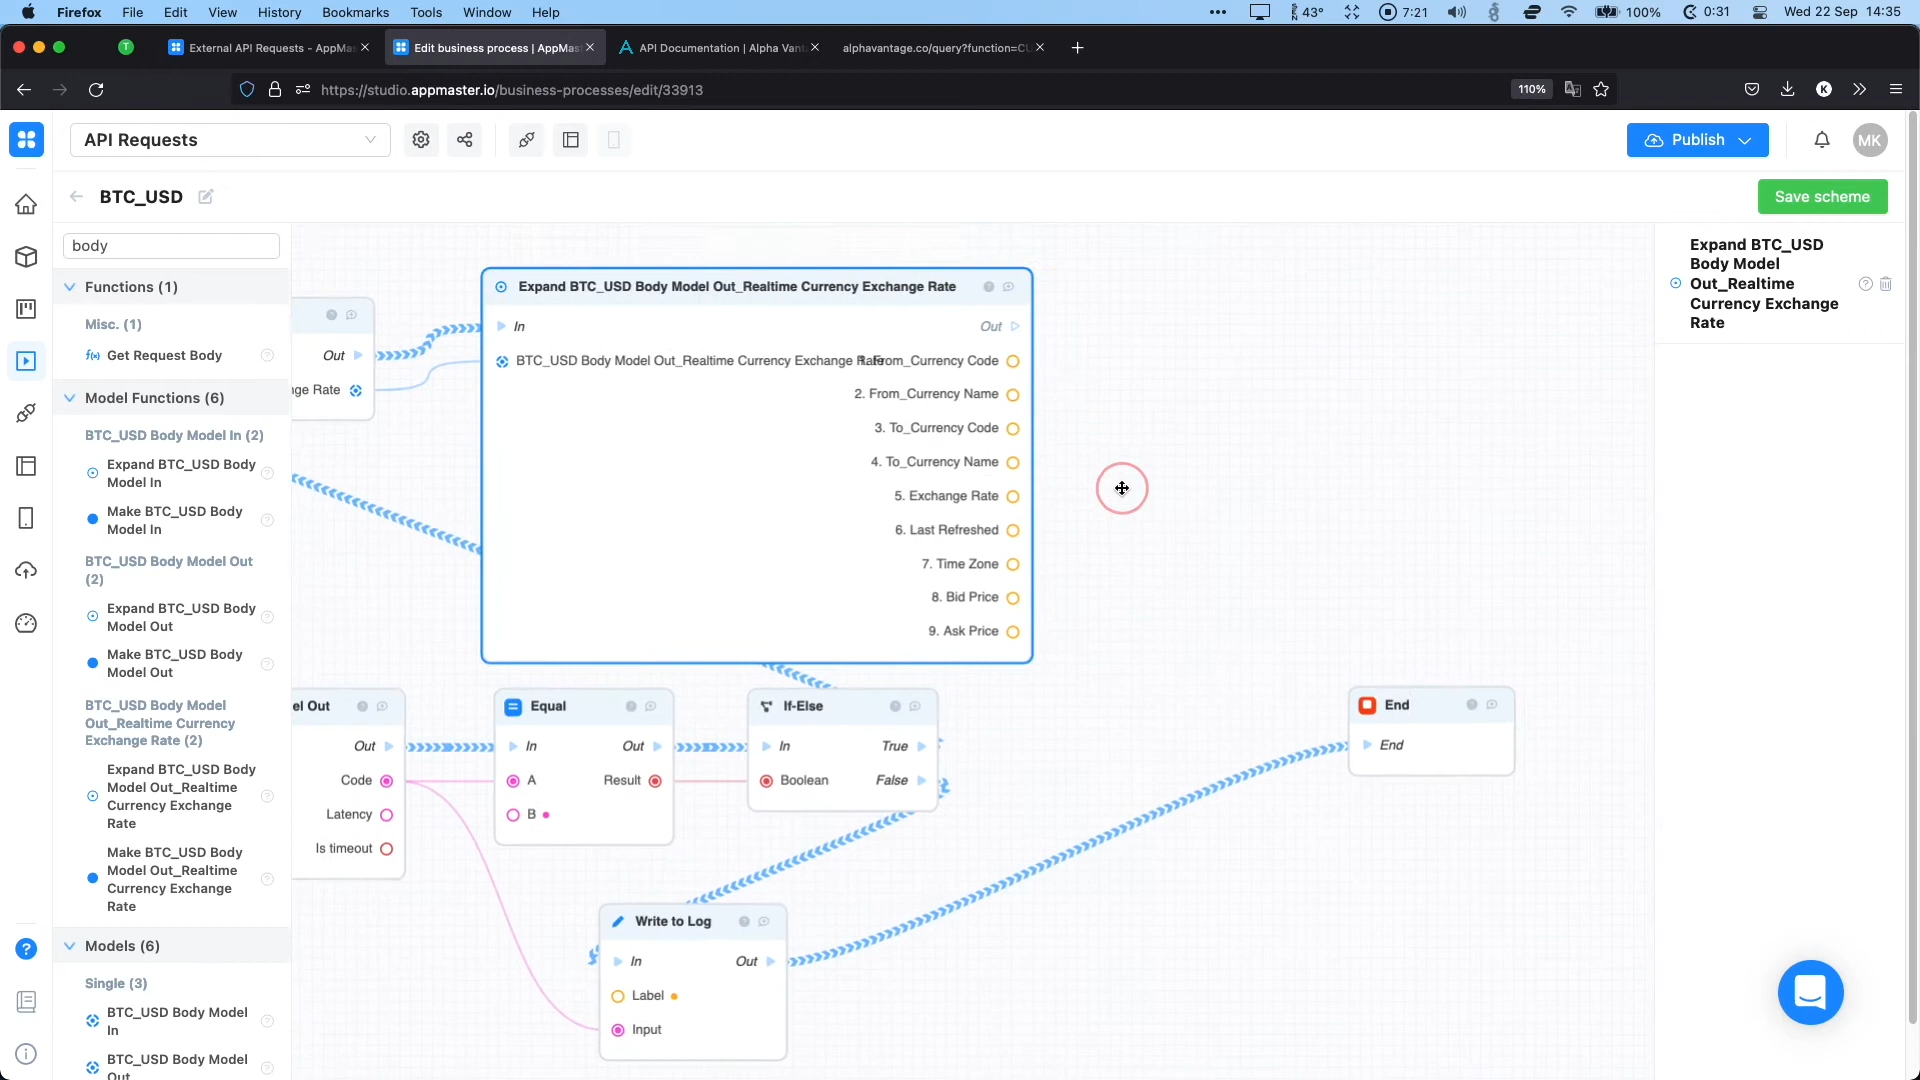 Firefox File Edit View History Bookmarks Tools Window Help
43° 7:21 100% 0:31 Wed 22 Sep 14:35
T External API Requests - AppMas
Edit business process | AppMas
API Documentation | Alpha Vant
alphavantage.co/query?function=CU
https://studio.appmaster.io/business-processes/edit/33913
110%
K
API Requests
Publish
MK
BTC_USD
Save scheme
body
Functions (1)
Misc. (1)
f(x) Get Request Body
Model Functions (6)
BTC_USD Body Model In (2)
Expand BTC_USD Body
Model In
Make BTC_USD Body
Model In
BTC_USD Body Model Out
(2)
Expand BTC_USD Body
Model Out
Make BTC_USD Body
Model Out
BTC_USD Body Model
Out_Realtime Currency
Exchange Rate (2)
Expand BTC_USD Body
Model Out_Realtime
Currency Exchange
Rate
Make BTC_USD Body
Model Out_Realtime
Currency Exchange
Rate
Models (6)
Single (3)
BTC_USD Body Model
In
BTC_USD Body Model
Out
Out
nge Rate
Expand BTC_USD Body Model Out_Realtime Currency Exchange Rate
In
Out
BTC_USD Body Model Out_Realtime Currency Exchange Rate
1. From_Currency Code
2. From_Currency Name
3. To_Currency Code
4. To_Currency Name
5. Exchange Rate
6. Last Refreshed
7. Time Zone
8. Bid Price
9. Ask Price
el Out
Out
Code
Latency
Is timeout
Equal
In Out
A Result
B
If-Else
In True
Boolean False
Write to Log
In Out
Label
Input
End
End
Expand BTC_USD
Body Model
Out_Realtime
Currency Exchange
Rate